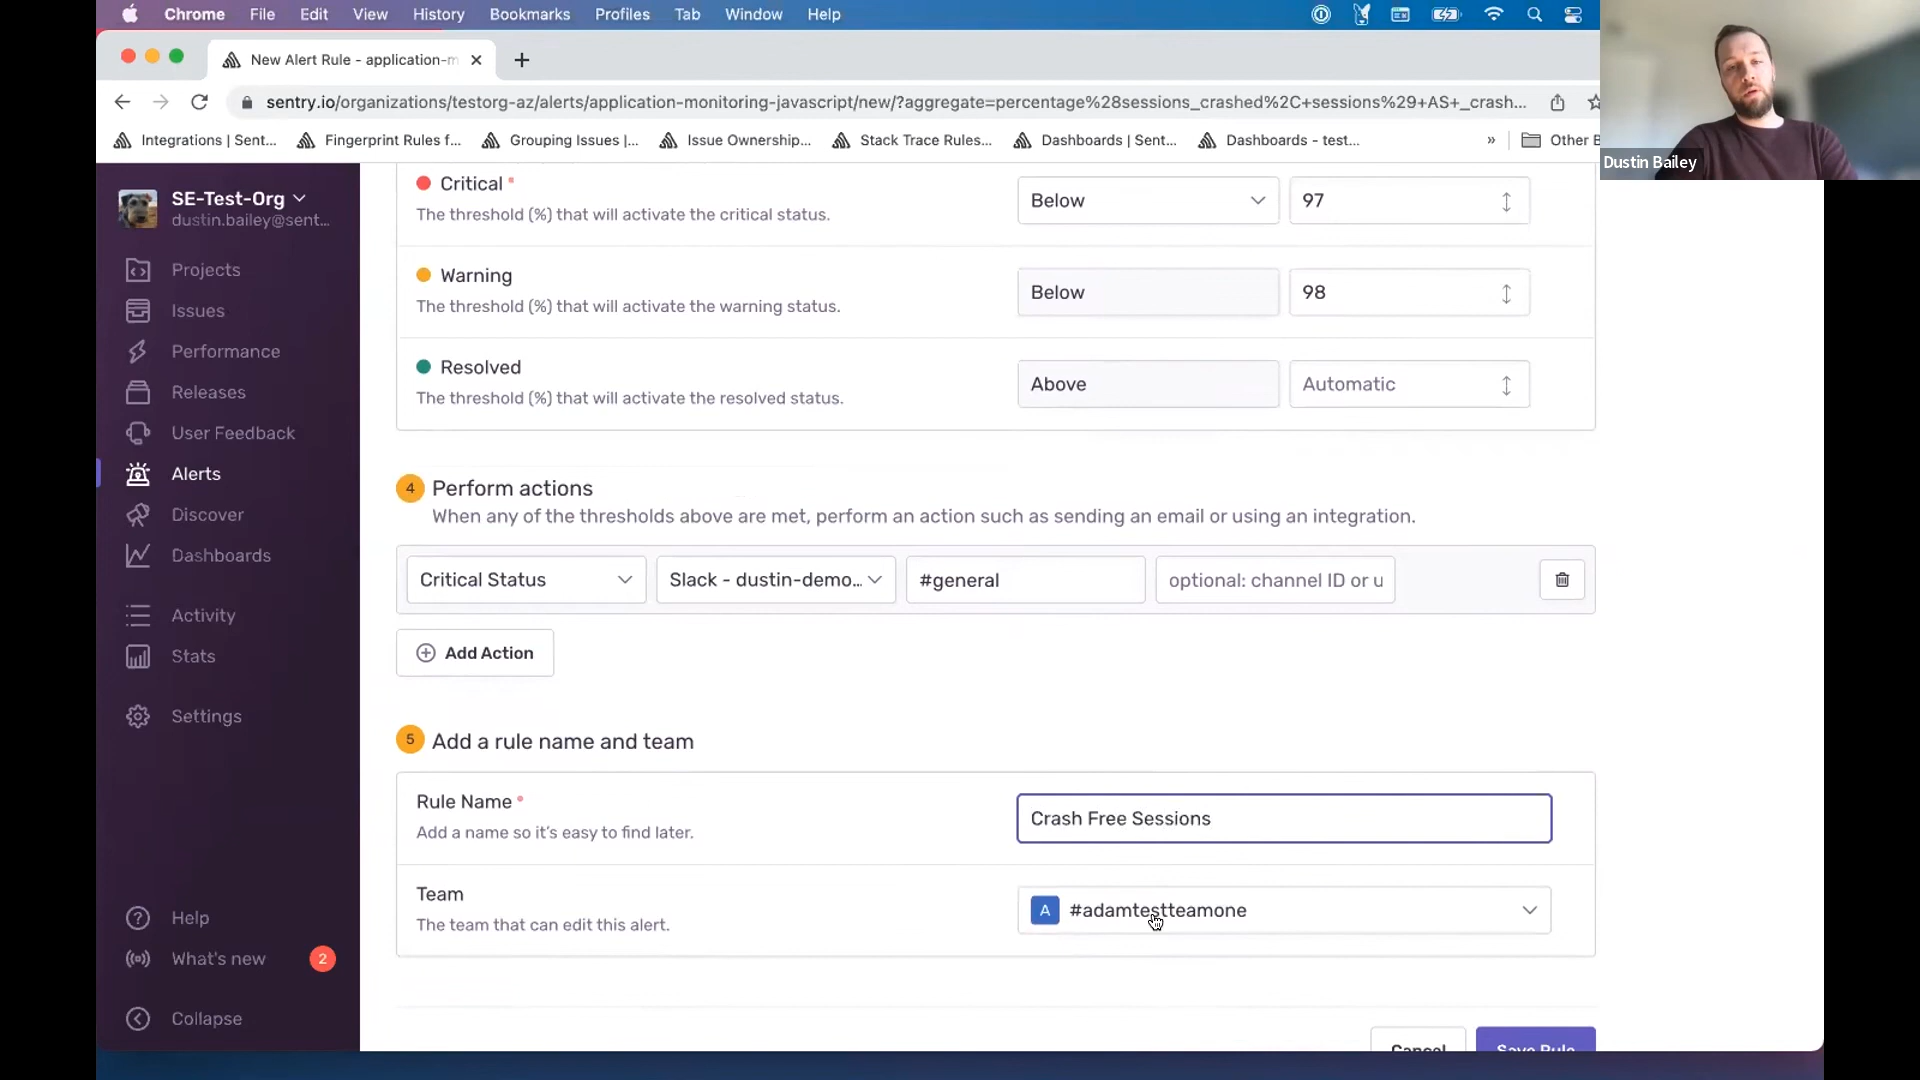 Chrome File Edit View History Bookmarks Profiles Tab Window Help
New Alert Rule - application-m
sentry.io/organizations/testorg-az/alerts/application-monitoring-javascript/new/?aggregate=percentage%28sessions_crashed%2C+sessions%29+AS+_crash...
Integrations | Sent... Fingerprint Rules f... Grouping Issues |... Issue Ownership... Stack Trace Rules... Dashboards | Sent... Dashboards - test... » Other B
Dustin Bailey
SE-Test-Org
dustin.bailey@sent...
Projects
Issues
Performance
Releases
User Feedback
Alerts
Discover
Dashboards
Activity
Stats
Settings
Help
What's new 2
Collapse
Critical *
The threshold (%) that will activate the critical status.
Below 97
Warning
The threshold (%) that will activate the warning status.
Below 98
Resolved
The threshold (%) that will activate the resolved status.
Above Automatic
4 Perform actions
When any of the thresholds above are met, perform an action such as sending an email or using an integration.
Critical Status Slack - dustin-demo... #general optional: channel ID or u
Add Action
5 Add a rule name and team
Rule Name *
Add a name so it's easy to find later.
Crash Free Sessions
Team
The team that can edit this alert.
A #adamtestteamone
Cancel Save Rule